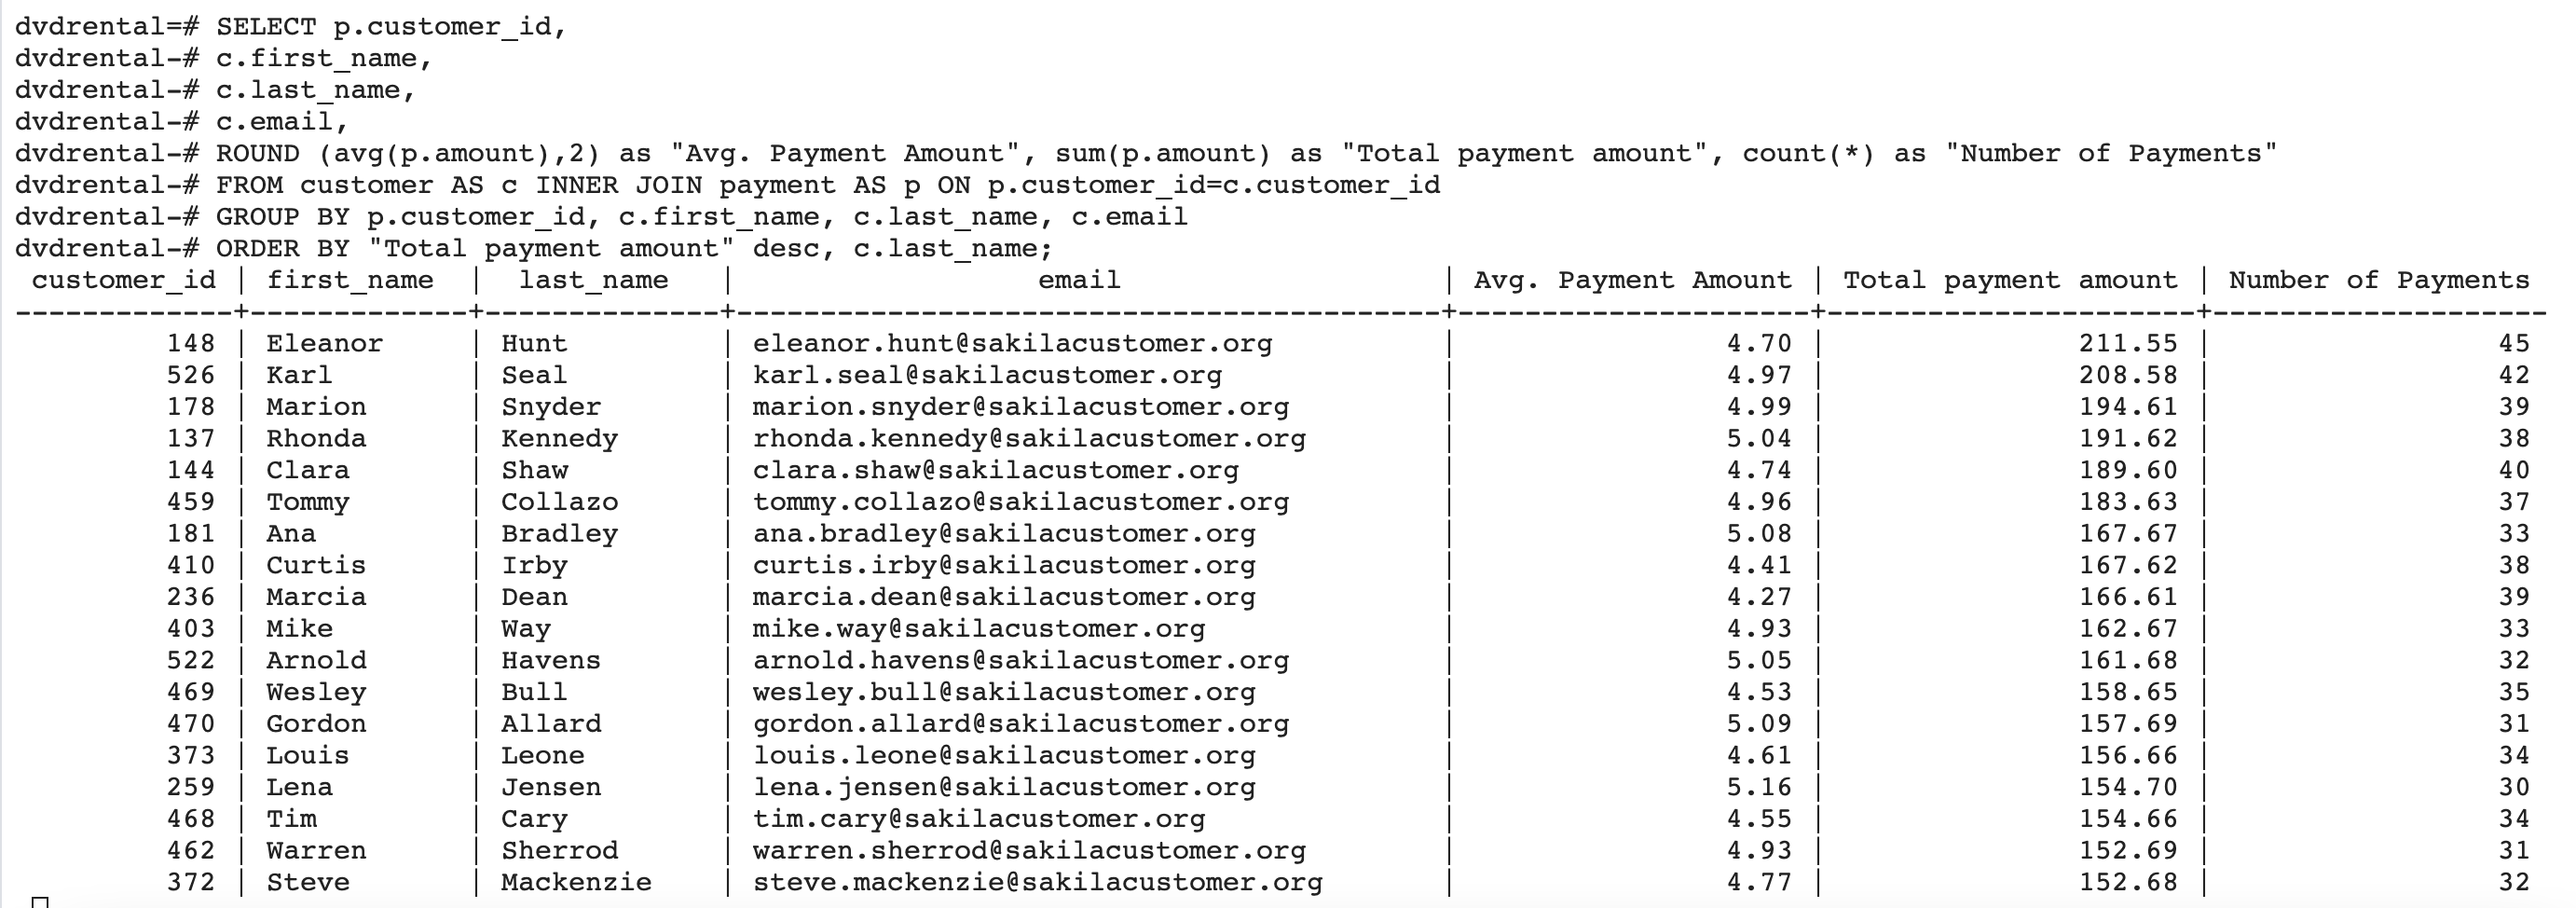 dvdrental=# SELECT p.customer_id,
dvdrental-# c.first_name,
dvdrental-# c.last_name,
dvdrental-# c.email,
dvdrental-# ROUND (avg(p.amount),2) as "Avg. Payment Amount", sum(p.amount) as "Total payment amount", count(*) as "Number of Payments"
dvdrental-# FROM customer AS c INNER JOIN payment AS p ON p.customer_id=c.customer_id
dvdrental-# GROUP BY p.customer_id, c.first_name, c.last_name, c.email
dvdrental-# ORDER BY "Total payment amount" desc, c.last_name;
customer_id | first_name | last_name | email | Avg. Payment Amount | Total payment amount | Number of Payments
-------------+-------------+--------------+------------------------------------------+---------------------+----------------------+--------------------
148 | Eleanor | Hunt | eleanor.hunt@sakilacustomer.org | 4.70 | 211.55 | 45
526 | Karl | Seal | karl.seal@sakilacustomer.org | 4.97 | 208.58 | 42
178 | Marion | Snyder | marion.snyder@sakilacustomer.org | 4.99 | 194.61 | 39
137 | Rhonda | Kennedy | rhonda.kennedy@sakilacustomer.org | 5.04 | 191.62 | 38
144 | Clara | Shaw | clara.shaw@sakilacustomer.org | 4.74 | 189.60 | 40
459 | Tommy | Collazo | tommy.collazo@sakilacustomer.org | 4.96 | 183.63 | 37
181 | Ana | Bradley | ana.bradley@sakilacustomer.org | 5.08 | 167.67 | 33
410 | Curtis | Irby | curtis.irby@sakilacustomer.org | 4.41 | 167.62 | 38
236 | Marcia | Dean | marcia.dean@sakilacustomer.org | 4.27 | 166.61 | 39
403 | Mike | Way | mike.way@sakilacustomer.org | 4.93 | 162.67 | 33
522 | Arnold | Havens | arnold.havens@sakilacustomer.org | 5.05 | 161.68 | 32
469 | Wesley | Bull | wesley.bull@sakilacustomer.org | 4.53 | 158.65 | 35
470 | Gordon | Allard | gordon.allard@sakilacustomer.org | 5.09 | 157.69 | 31
373 | Louis | Leone | louis.leone@sakilacustomer.org | 4.61 | 156.66 | 34
259 | Lena | Jensen | lena.jensen@sakilacustomer.org | 5.16 | 154.70 | 30
468 | Tim | Cary | tim.cary@sakilacustomer.org | 4.55 | 154.66 | 34
462 | Warren | Sherrod | warren.sherrod@sakilacustomer.org | 4.93 | 152.69 | 31
372 | Steve | Mackenzie | steve.mackenzie@sakilacustomer.org | 4.77 | 152.68 | 32